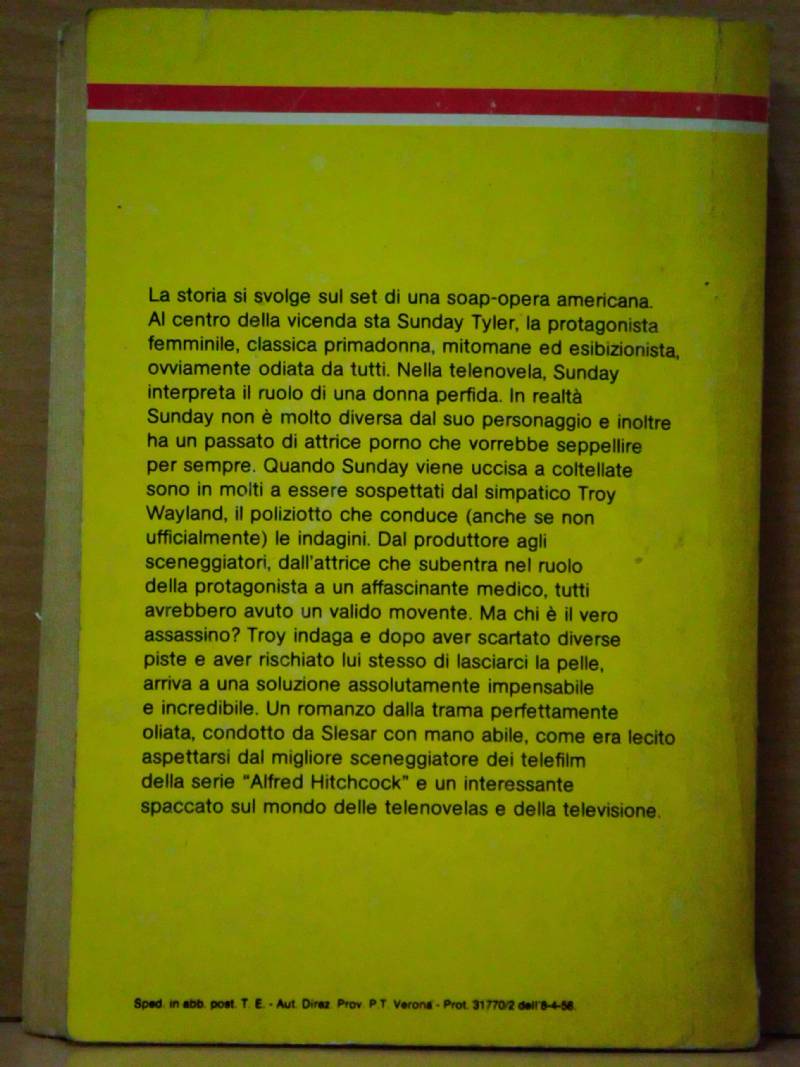 La storia si svolge sul set di una soap-opera americana.
Al centro della vicenda sta Sunday Tyler, la protagonista
femminile, classica primadonna, mitomane ed esibizionista,
ovviamente odiata da tutti. Nella telenovela, Sunday
interpreta il ruolo di una donna perfida. In realtà
Sunday non è molto diversa dal suo personaggio e inoltre
ha un passato di attrice porno che vorrebbe seppellire
per sempre. Quando Sunday viene uccisa a coltellate
sono in molti a essere sospettati dal simpatico Troy
Wayland, il poliziotto che conduce (anche se non
ufficialmente) le indagini. Dal produttore agli
sceneggiatori, dall'attrice che subentra nel ruolo
della protagonista a un affascinante medico, tutti
avrebbero avuto un valido movente. Ma chi è il vero
assassino? Troy indaga e dopo aver scartato diverse
piste e aver rischiato lui stesso di lasciarci la pelle,
arriva a una soluzione assolutamente impensabile
e incredibile. Un romanzo dalla trama perfettamente
oliata, condotto da Slesar con mano abile, come era lecito
aspettarsi dal migliore sceneggiatore dei telefilm
della serie "Alfred Hitchcock" e un interessante
spaccato sul mondo delle telenovelas e della televisione.
Sped. in abb. post. T. E. - Aut. Direz. Prov. P.T. Verona - Prot. 31770/2 dell'8-4-58.